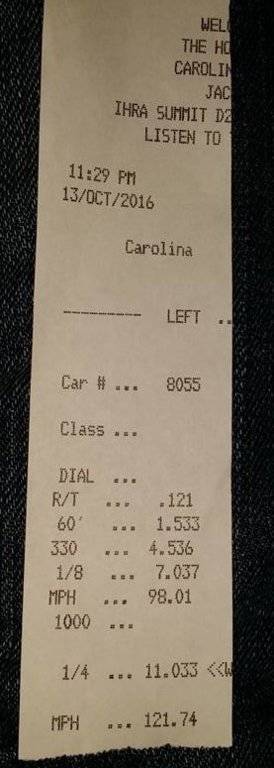 WEL
THE HO
CAROLIN
JAC
IHRA SUMMIT D2
LISTEN TO
11:29 PM
13/OCT/2016
Carolina
--------- LEFT ..
Car # ... 8055
Class ...
DIAL ...
R/T ... .121
60' ... 1.533
330 ... 4.536
1/8 ... 7.037
MPH ... 98.01
1000 ...
1/4 ... 11.033 <<W
MPH ... 121.74